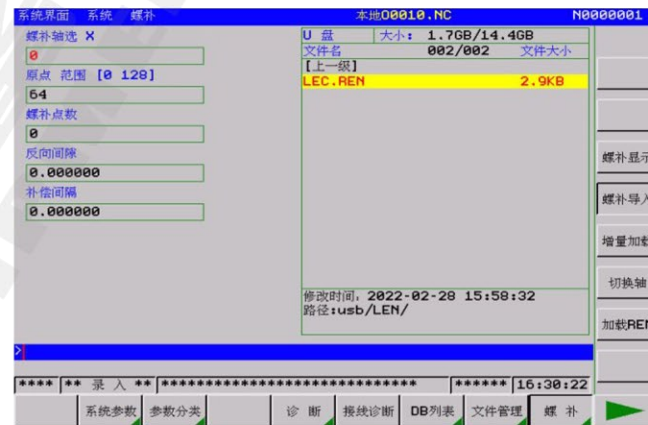 系统界面 系统 螺补 本地O0010.NC N0000001
螺补轴选 X
0
原点 范围 [0 128]
64
螺补点数
0
反向间隙
0.000000
补偿间隔
0.000000
U 盘 大小: 1.7GB/14.4GB
文件名 002/002 文件大小
[上一级]
LEC.REN 2.9KB
修改时间: 2022-02-28 15:58:32
路径:usb/LEN/
螺补显示
螺补导入
增量加载
切换轴
加载REN
>
**** ** 录 入 ** ****************************** ****** 16:30:22
系统参数 参数分类 诊 断 接线诊断 DB列表 文件管理 螺 补